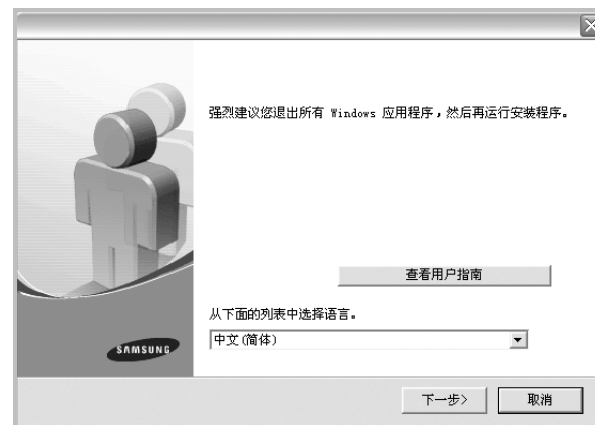 强烈建议您退出所有 Windows 应用程序，然后再运行安装程序。
查看用户指南
从下面的列表中选择语言。
中文(简体)
SAMSUNG
下一步>
取消